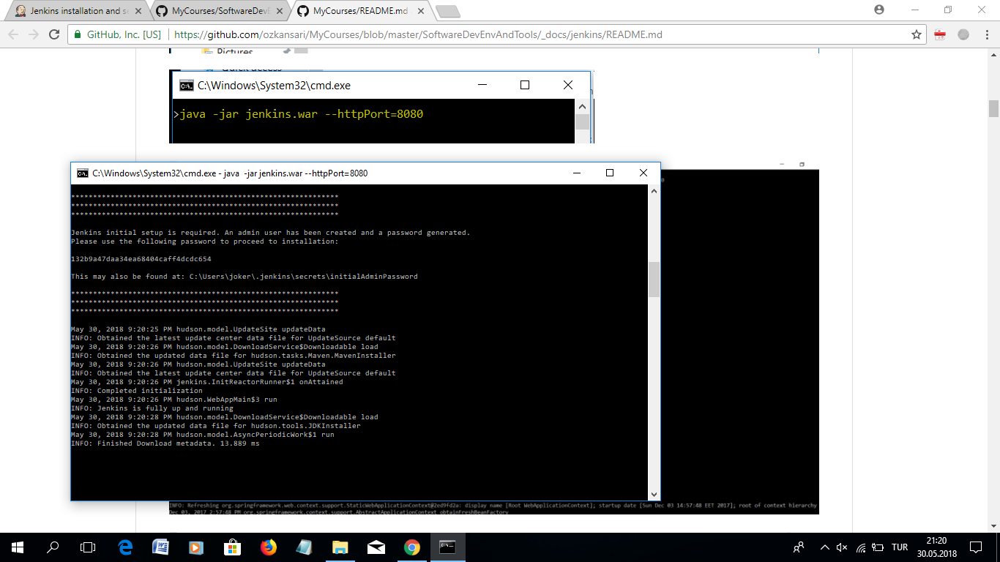 Jenkins installation and se
MyCourses/SoftwareDevE
MyCourses/README.md
GitHub, Inc. [US]
https://github.com/ozkansari/MyCourses/blob/master/SoftwareDevEnvAndTools/_docs/jenkins/README.md
Pictures
Quick access
C:\Windows\System32\cmd.exe
>java -jar jenkins.war --httpPort=8080
C:\Windows\System32\cmd.exe - java -jar jenkins.war --httpPort=8080
*************************************************************
*************************************************************
*************************************************************
Jenkins initial setup is required. An admin user has been created and a password generated.
Please use the following password to proceed to installation:
132b9a47daa34ea68404caff4dcdc654
This may also be found at: C:\Users\joker\.jenkins\secrets\initialAdminPassword
*************************************************************
*************************************************************
*************************************************************
May 30, 2018 9:20:25 PM hudson.model.UpdateSite updateData
INFO: Obtained the latest update center data file for UpdateSource default
May 30, 2018 9:20:26 PM hudson.model.DownloadService$Downloadable load
INFO: Obtained the updated data file for hudson.tasks.Maven.MavenInstaller
May 30, 2018 9:20:26 PM hudson.model.UpdateSite updateData
INFO: Obtained the latest update center data file for UpdateSource default
May 30, 2018 9:20:26 PM jenkins.InitReactorRunner$1 onAttained
INFO: Completed initialization
May 30, 2018 9:20:26 PM hudson.WebAppMain$3 run
INFO: Jenkins is fully up and running
May 30, 2018 9:20:28 PM hudson.model.DownloadService$Downloadable load
INFO: Obtained the updated data file for hudson.tools.JDKInstaller
May 30, 2018 9:20:28 PM hudson.model.AsyncPeriodicWork$1 run
INFO: Finished Download metadata. 13.889 ms
INFO: Refreshing org.springframework.web.context.support.StaticWebApplicationContext@2ed9fd2a: display name [Root WebApplicationContext]; startup date [Sun Dec 03 14:57:48 EET 2017]; root of context hierarchy
Dec 03, 2017 2:57:48 PM org.springframework.context.support.AbstractApplicationContext obtainFreshBeanFactory
TUR
21:20
30.05.2018